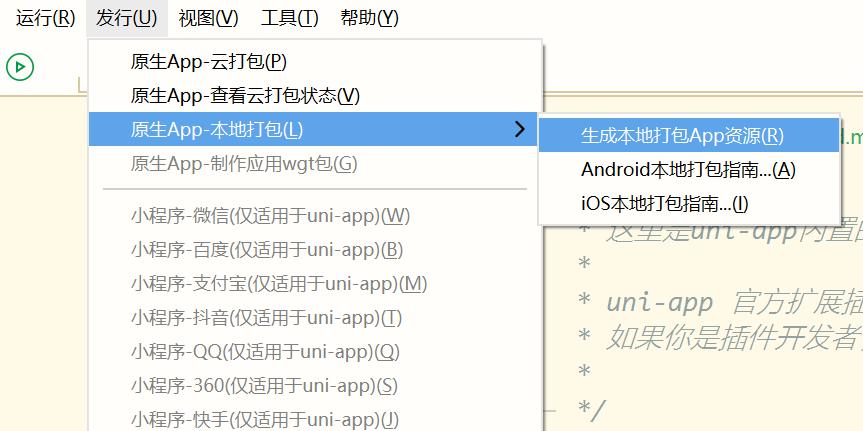 运行(R) 发行(U) 视图(V) 工具(T) 帮助(Y)
原生App-云打包(P)
原生App-查看云打包状态(V)
原生App-本地打包(L)
生成本地打包App资源(R)
原生App-制作应用wgt包(G)
Android本地打包指南...(A)
iOS本地打包指南...(I)
小程序-微信(仅适用于uni-app)(W)
* 这里是uni-app内置的
小程序-百度(仅适用于uni-app)(B)
*
小程序-支付宝(仅适用于uni-app)(M)
* uni-app 官方扩展插
小程序-抖音(仅适用于uni-app)(T)
* 如果你是插件开发者
小程序-QQ(仅适用于uni-app)(Q)
*
小程序-360(仅适用于uni-app)(S)
*/
小程序-快手(仅适用于uni-app)(J)